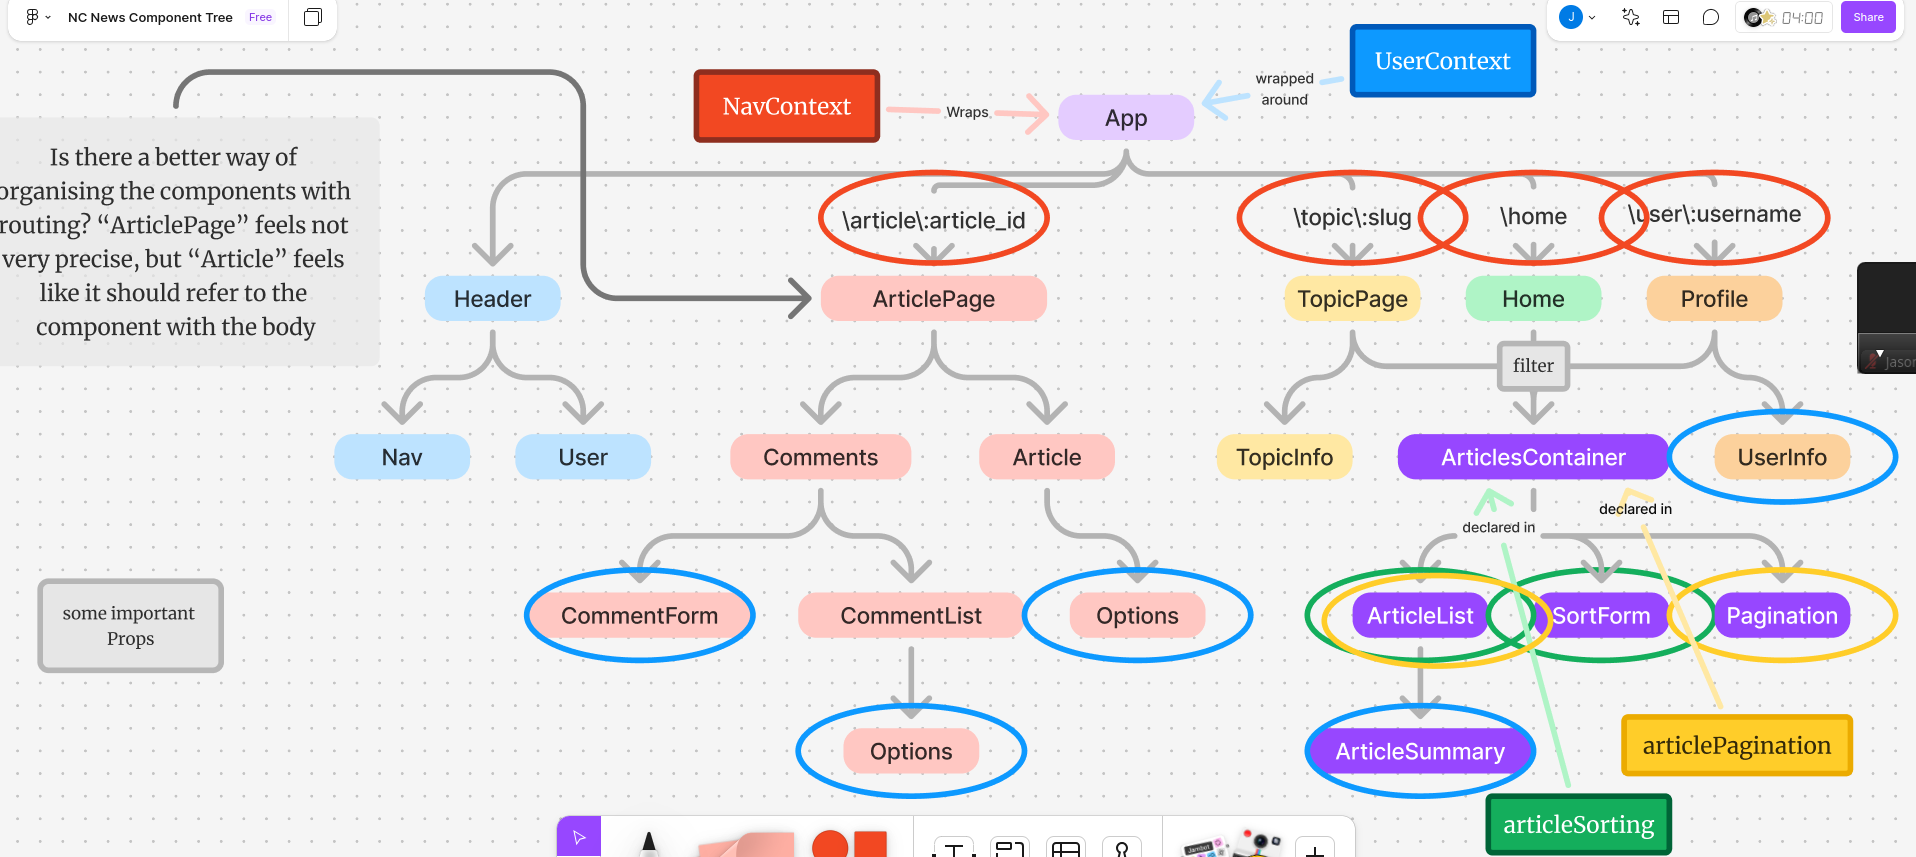 NC News Component Tree
Free
J
04:00
Share
UserContext
NavContext
Wraps
App
wrapped
around
Is there a better way of
organising the components with
routing? “ArticlePage” feels not
very precise, but “Article” feels
like it should refer to the
component with the body
\article\:article_id
\topic\:slug
\home
\user\:username
Header
ArticlePage
TopicPage
Home
Profile
filter
Jason
Nav
User
Comments
Article
TopicInfo
ArticlesContainer
UserInfo
declared in
declared in
some important
Props
CommentForm
CommentList
Options
ArticleList
SortForm
Pagination
Options
ArticleSummary
articlePagination
articleSorting
Jambot
T